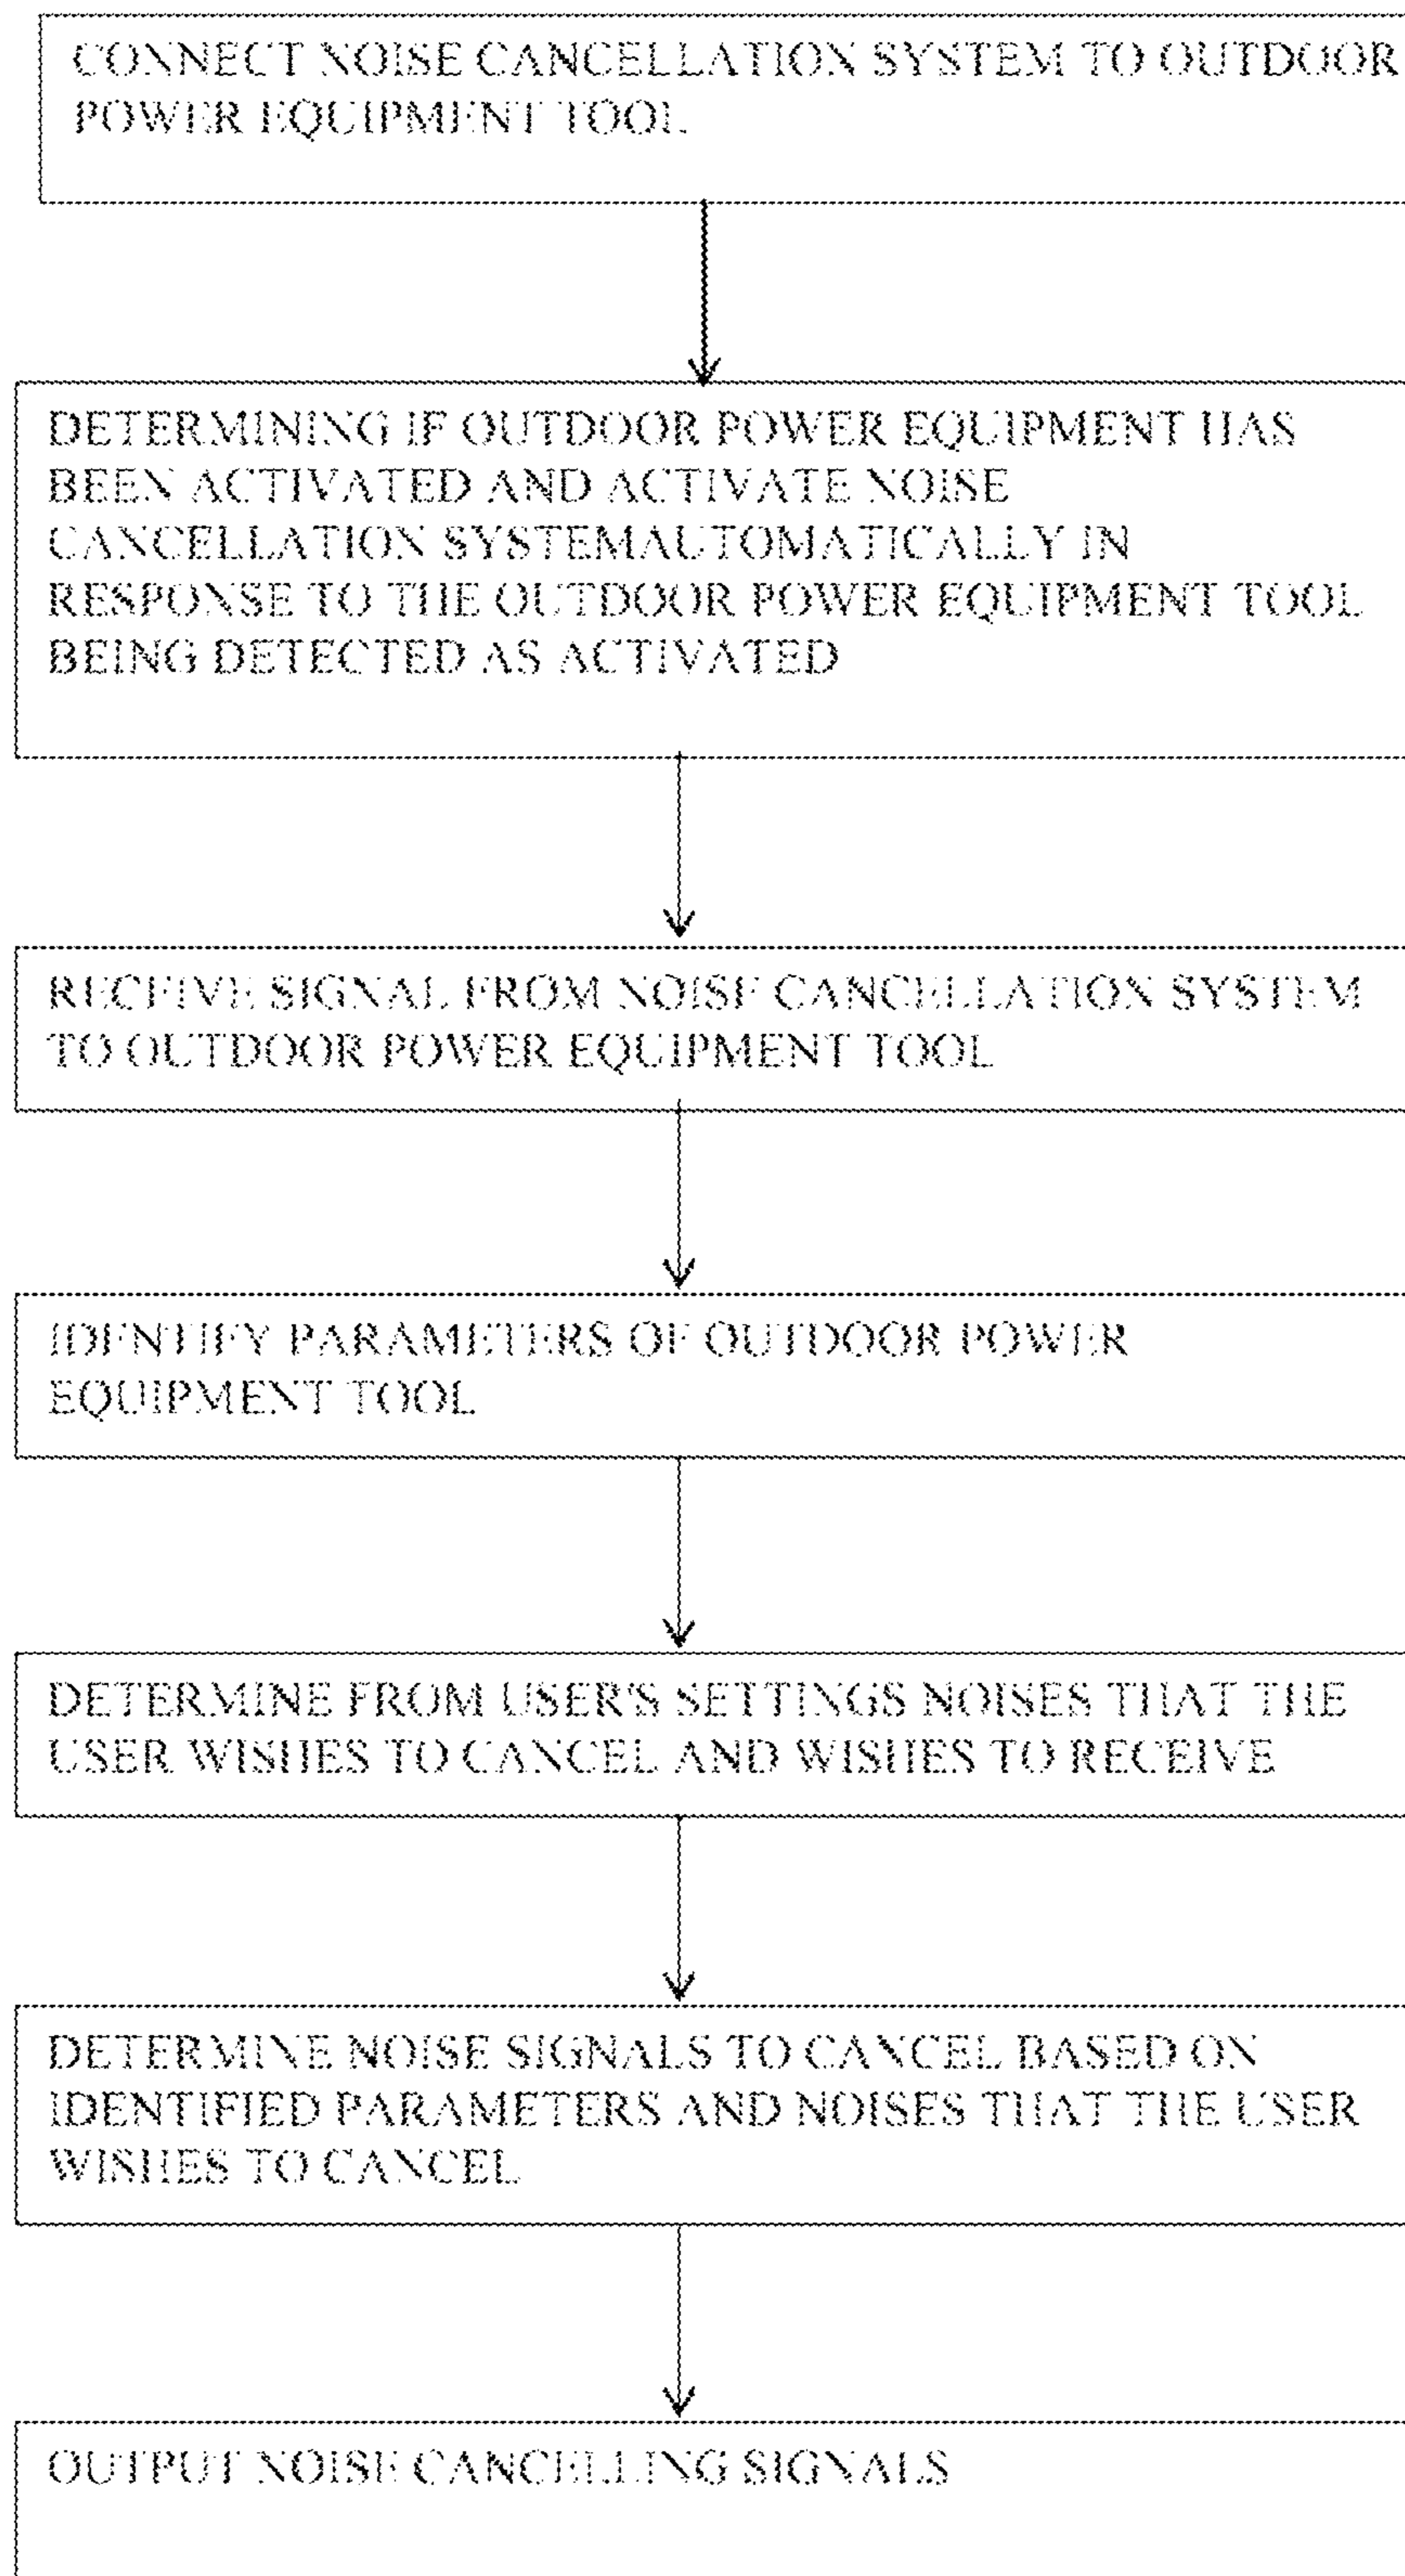 CONNECT NOISE CANCELLATION SYSTEM TO OUTDOOR
POWER EQUIPMENT TOOL
DETERMINING IF OUTDOOR POWER EQUIPMENT HAS
BEEN ACTIVATED AND ACTIVATE NOISE
CANCELLATION SYSTEMAUTOMATICALLY IN
RESPONSE TO THE OUTDOOR POWER EQUIPMENT TOOL
BEING DETECTED AS ACTIVATED
RECEIVE SIGNAL FROM NOISE CANCELLATION SYSTEM
TO OUTDOOR POWER EQUIPMENT TOOL
IDENTIFY PARAMETERS OF OUTDOOR POWER
EQUIPMENT TOOL
DETERMINE FROM USER'S SETTINGS NOISES THAT THE
USER WISHES TO CANCEL AND WISHES TO RECEIVE
DETERMINE NOISE SIGNALS TO CANCEL BASED ON
IDENTIFIED PARAMETERS AND NOISES THAT THE USER
WISHES TO CANCEL
OUTPUT NOISE CANCELLING SIGNALS